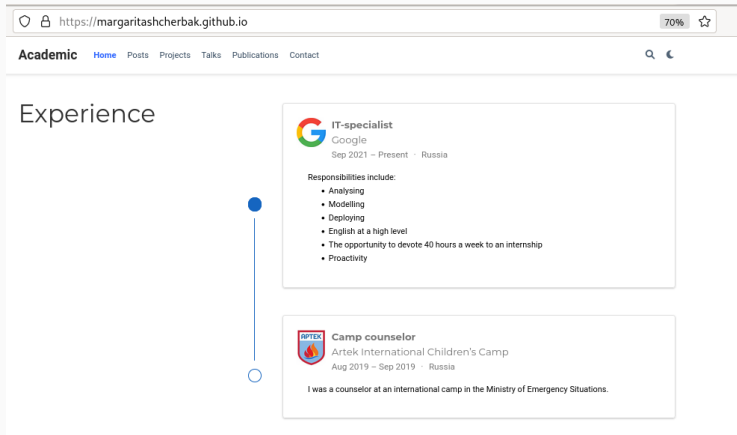 https://margaritashcherbak.github.io
70%
Academic Home Posts Projects Talks Publications Contact
Experience
IT-specialist
Google
Sep 2021 – Present · Russia
Responsibilities include:
• Analysing
• Modelling
• Deploying
• English at a high level
• The opportunity to devote 40 hours a week to an internship
• Proactivity
АРТЕК
Camp counselor
Artek International Children's Camp
Aug 2019 – Sep 2019 · Russia
I was a counselor at an international camp in the Ministry of Emergency Situations.